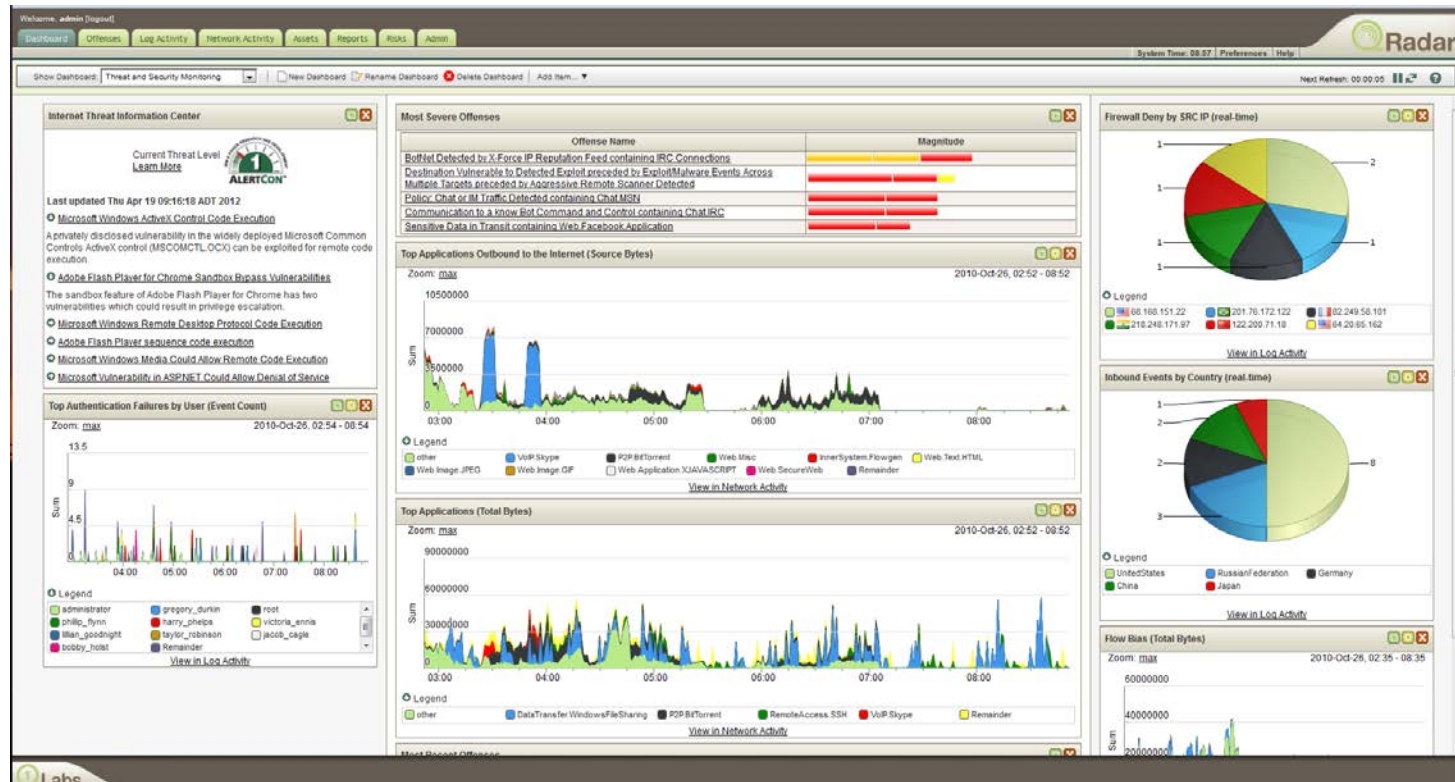 Welcome, admin [logout]
Dashboard Offenses Log Activity Network Activity Assets Reports Risks Admin
System Time: 08:57 Preferences Help
Radar
Show Dashboard: Threat and Security Monitoring New Dashboard Rename Dashboard Delete Dashboard Add Item... Next Refresh: 00:00:05
Internet Threat Information Center
Current Threat Level
Learn More
1
ALERTCON™
Last updated Thu Apr 19 09:16:18 ADT 2012
Microsoft Windows ActiveX Control Code Execution
A privately disclosed vulnerability in the widely deployed Microsoft Common
Controls ActiveX control (MSCOMCTL.OCX) can be exploited for remote code
execution.
Adobe Flash Player for Chrome Sandbox Bypass Vulnerabilities
The sandbox feature of Adobe Flash Player for Chrome has two
vulnerabilities which could result in privilege escalation.
Microsoft Windows Remote Desktop Protocol Code Execution
Adobe Flash Player sequence code execution
Microsoft Windows Media Could Allow Remote Code Execution
Microsoft Vulnerability in ASP.NET Could Allow Denial of Service
Top Authentication Failures by User (Event Count)
Zoom: max 2010-Oct-26, 02:54 - 08:54
13.5
9
4.5
0
Sum
04:00 05:00 06:00 07:00 08:00
Legend
administrator gregory_durkin root
phillip_flynn harry_phelps victoria_ennis
lillian_goodnight taylor_robinson jacob_cagle
bobby_holst Remainder
View in Log Activity
Most Severe Offenses
Offense Name Magnitude
BotNet Detected by X-Force IP Reputation Feed containing IRC Connections
Destination Vulnerable to Detected Exploit preceded by Exploit/Malware Events Across
Multiple Targets preceded by Aggressive Remote Scanner Detected
Policy: Chat or IM Traffic Detected containing Chat.MSN
Communication to a know Bot Command and Control containing Chat.IRC
Sensitive Data in Transit containing Web.Facebook.Application
Top Applications Outbound to the Internet (Source Bytes)
Zoom: max 2010-Oct-26, 02:52 - 08:52
10500000
7000000
3500000
0
Sum
03:00 04:00 05:00 06:00 07:00 08:00
Legend
other VoIP.Skype P2P.BitTorrent Web.Misc InnerSystem.Flowgen Web.Text.HTML
Web.Image.JPEG Web.Image.GIF Web.Application.XJAVASCRIPT Web.SecureWeb Remainder
View in Network Activity
Top Applications (Total Bytes)
Zoom: max 2010-Oct-26, 02:52 - 08:52
90000000
60000000
30000000
0
Sum
03:00 04:00 05:00 06:00 07:00 08:00
Legend
other DataTransfer.WindowsFileSharing P2P.BitTorrent RemoteAccess.SSH VoIP.Skype Remainder
View in Network Activity
Most Recent Offenses
Firewall Deny by SRC IP (real-time)
1
2
1
1
1
1
Legend
68.168.151.22 201.76.172.122 82.249.58.101
218.248.171.97 122.200.71.18 64.20.65.162
View in Log Activity
Inbound Events by Country (real-time)
1
2
2
8
3
Legend
UnitedStates RussianFederation Germany
China Japan
View in Log Activity
Flow Bias (Total Bytes)
Zoom: max 2010-Oct-26, 02:35 - 08:35
60000000
40000000
20000000
Sum
1 Labs